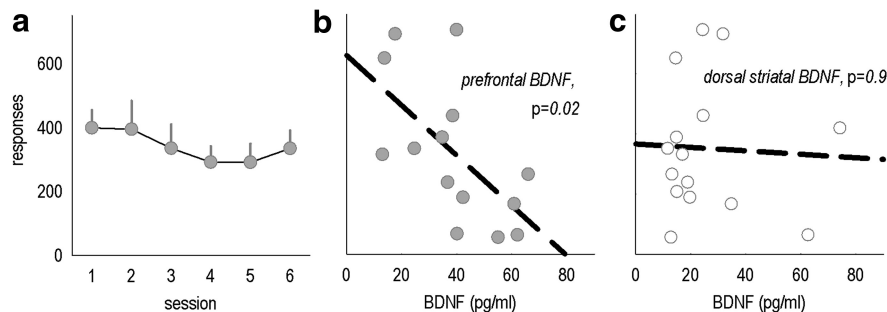 a
responses
600
400
200
0
1 2 3 4 5 6
session
b
prefrontal BDNF,
p=0.02
0 20 40 60 80
BDNF (pg/ml)
c
dorsal striatal BDNF, p=0.9
0 20 40 60 80
BDNF (pg/ml)